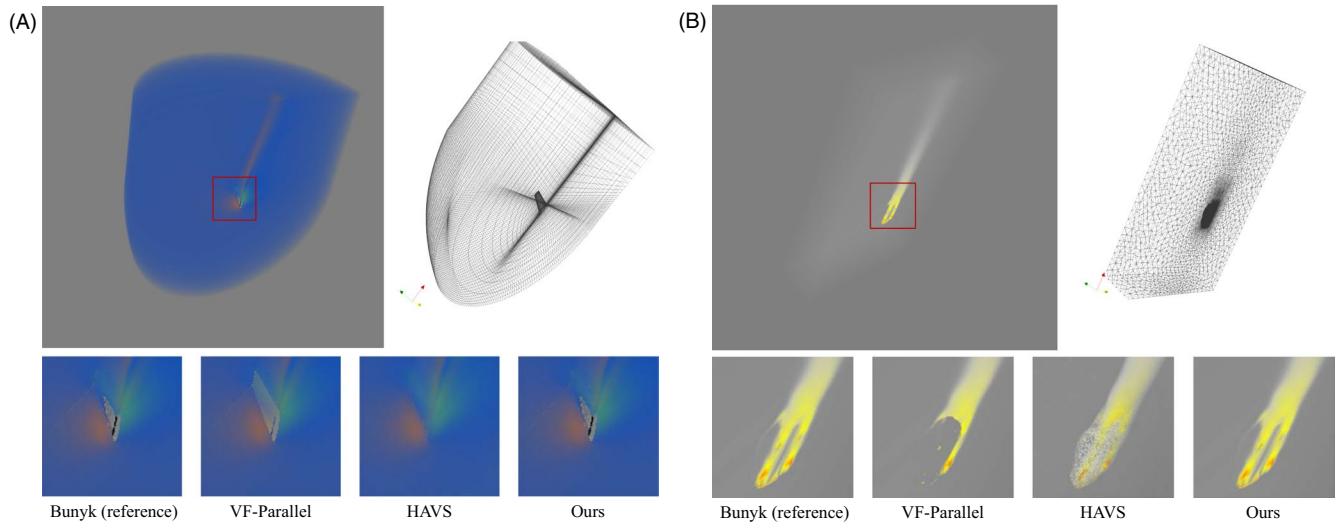 (A)
(B)
Bunyk (reference) VF-Parallel HAVS Ours
Bunyk (reference) VF-Parallel HAVS Ours